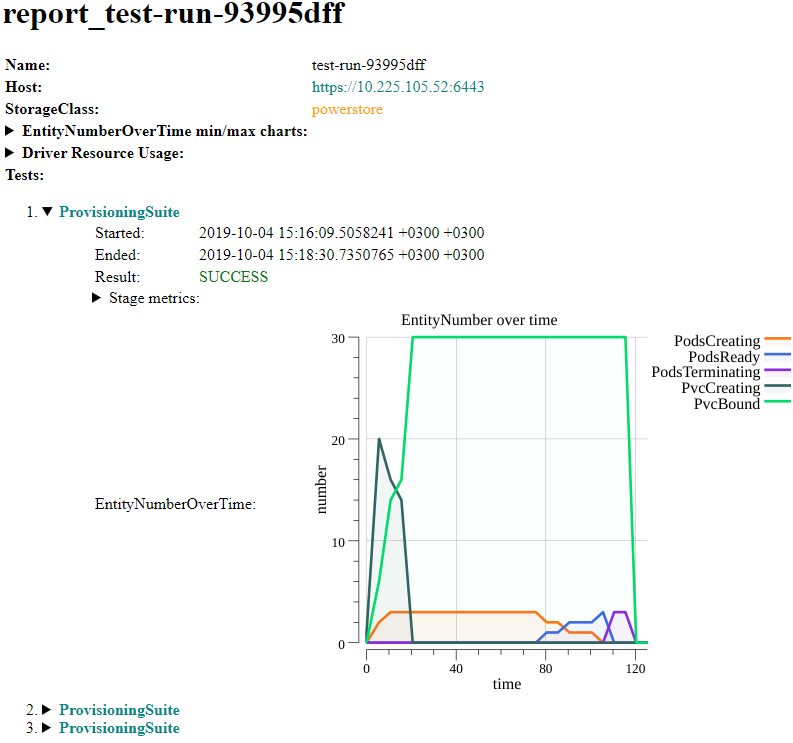 report_test-run-93995dff
Name: test-run-93995dff
Host: https://10.225.105.52:6443
StorageClass: powerstore
▶ EntityNumberOverTime min/max charts:
▶ Driver Resource Usage:
Tests:
1. ▼ ProvisioningSuite
Started: 2019-10-04 15:16:09.5058241 +0300 +0300
Ended: 2019-10-04 15:18:30.7350765 +0300 +0300
Result: SUCCESS
▶ Stage metrics:
EntityNumberOverTime:
EntityNumber over time
number
30
20
10
0
0 40 80 120
time
PodsCreating
PodsReady
PodsTerminating
PvcCreating
PvcBound
2. ▶ ProvisioningSuite
3. ▶ ProvisioningSuite